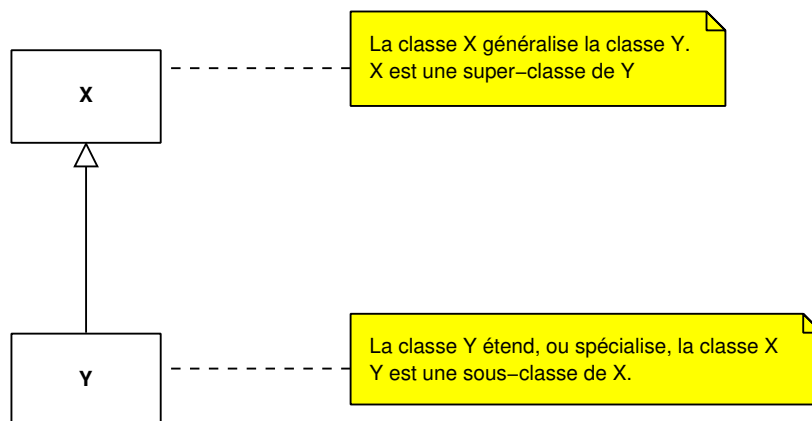 X
La classe X généralise la classe Y.
X est une super−classe de Y
Y
La classe Y étend, ou spécialise, la classe X
Y est une sous−classe de X.